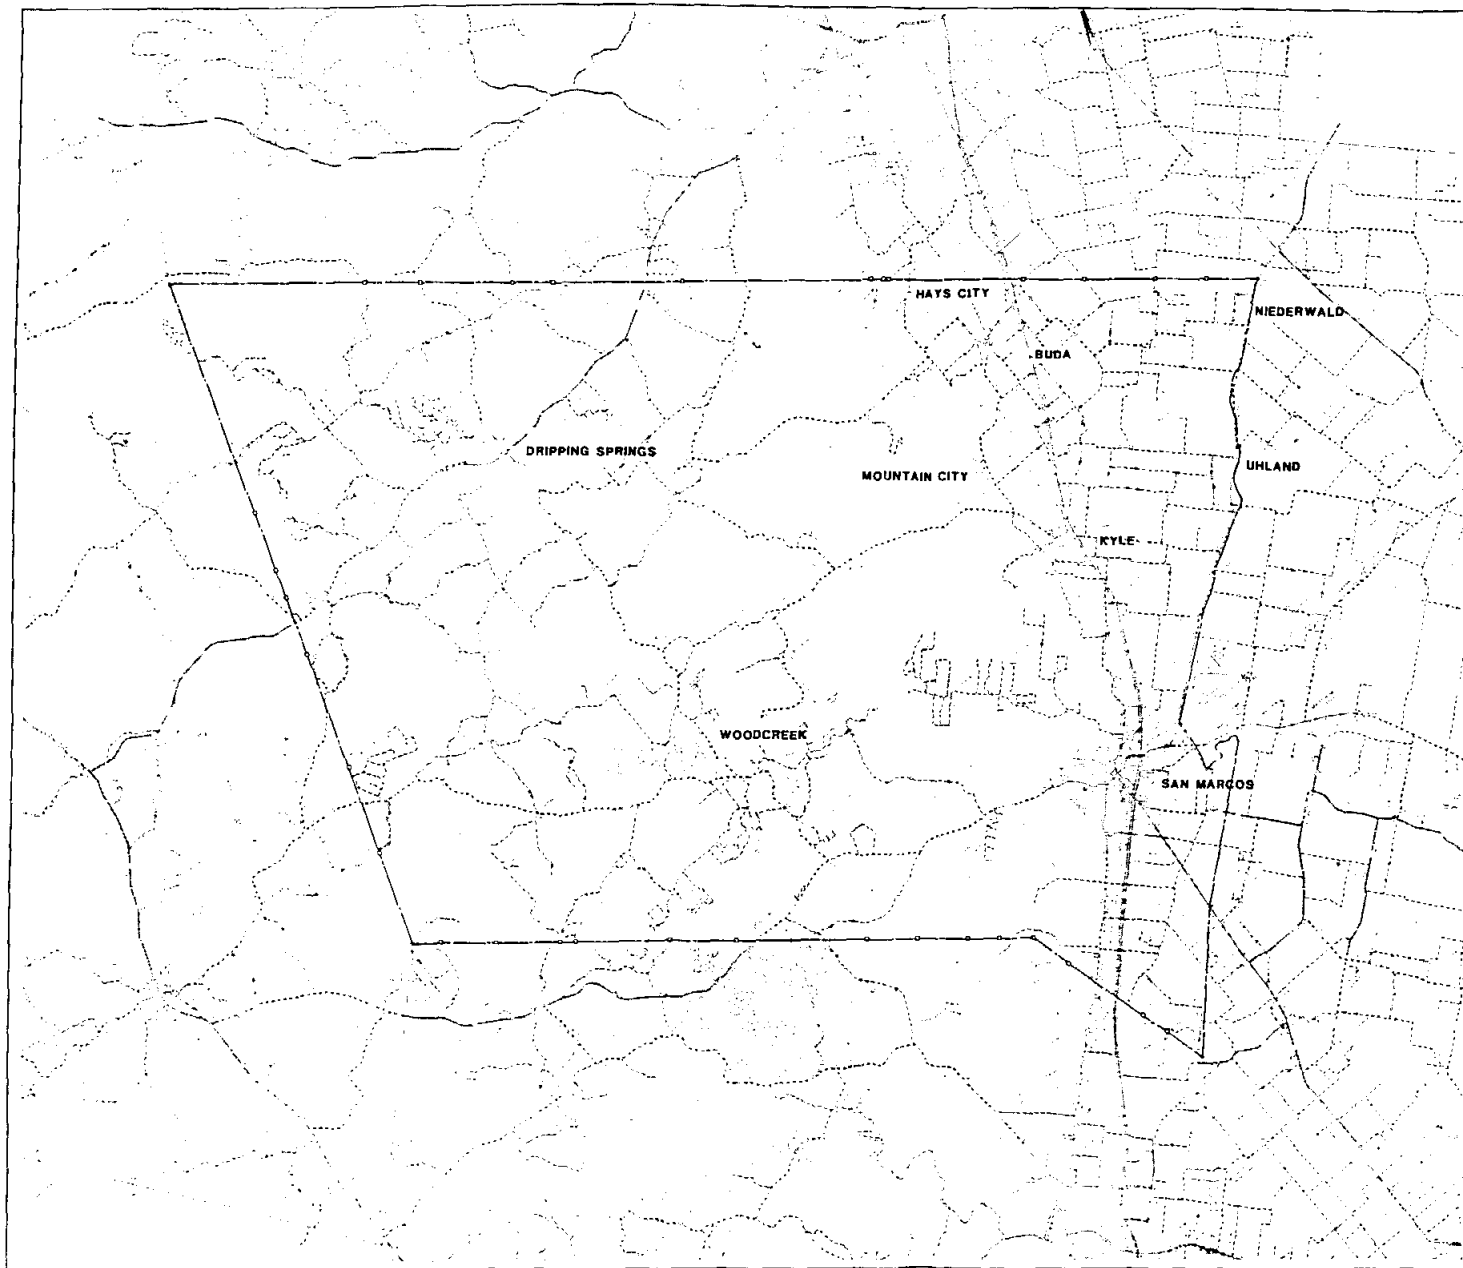 HAYS CITY
NIEDERWALD
BUDA
DRIPPING SPRINGS
UHLAND
MOUNTAIN CITY
KYLE
WOODCREEK
SAN MARCOS